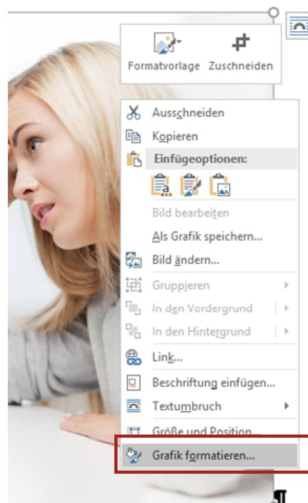 Formatvorlage Zuschneiden
Ausschneiden
Kopieren
Einfügeoptionen:
Bild bearbeiten
Als Grafik speichern...
Bild ändern...
Gruppieren
In den Vordergrund
In den Hintergrund
Link...
Beschriftung einfügen...
Textumbruch
Größe und Position...
Grafik formatieren...
¶